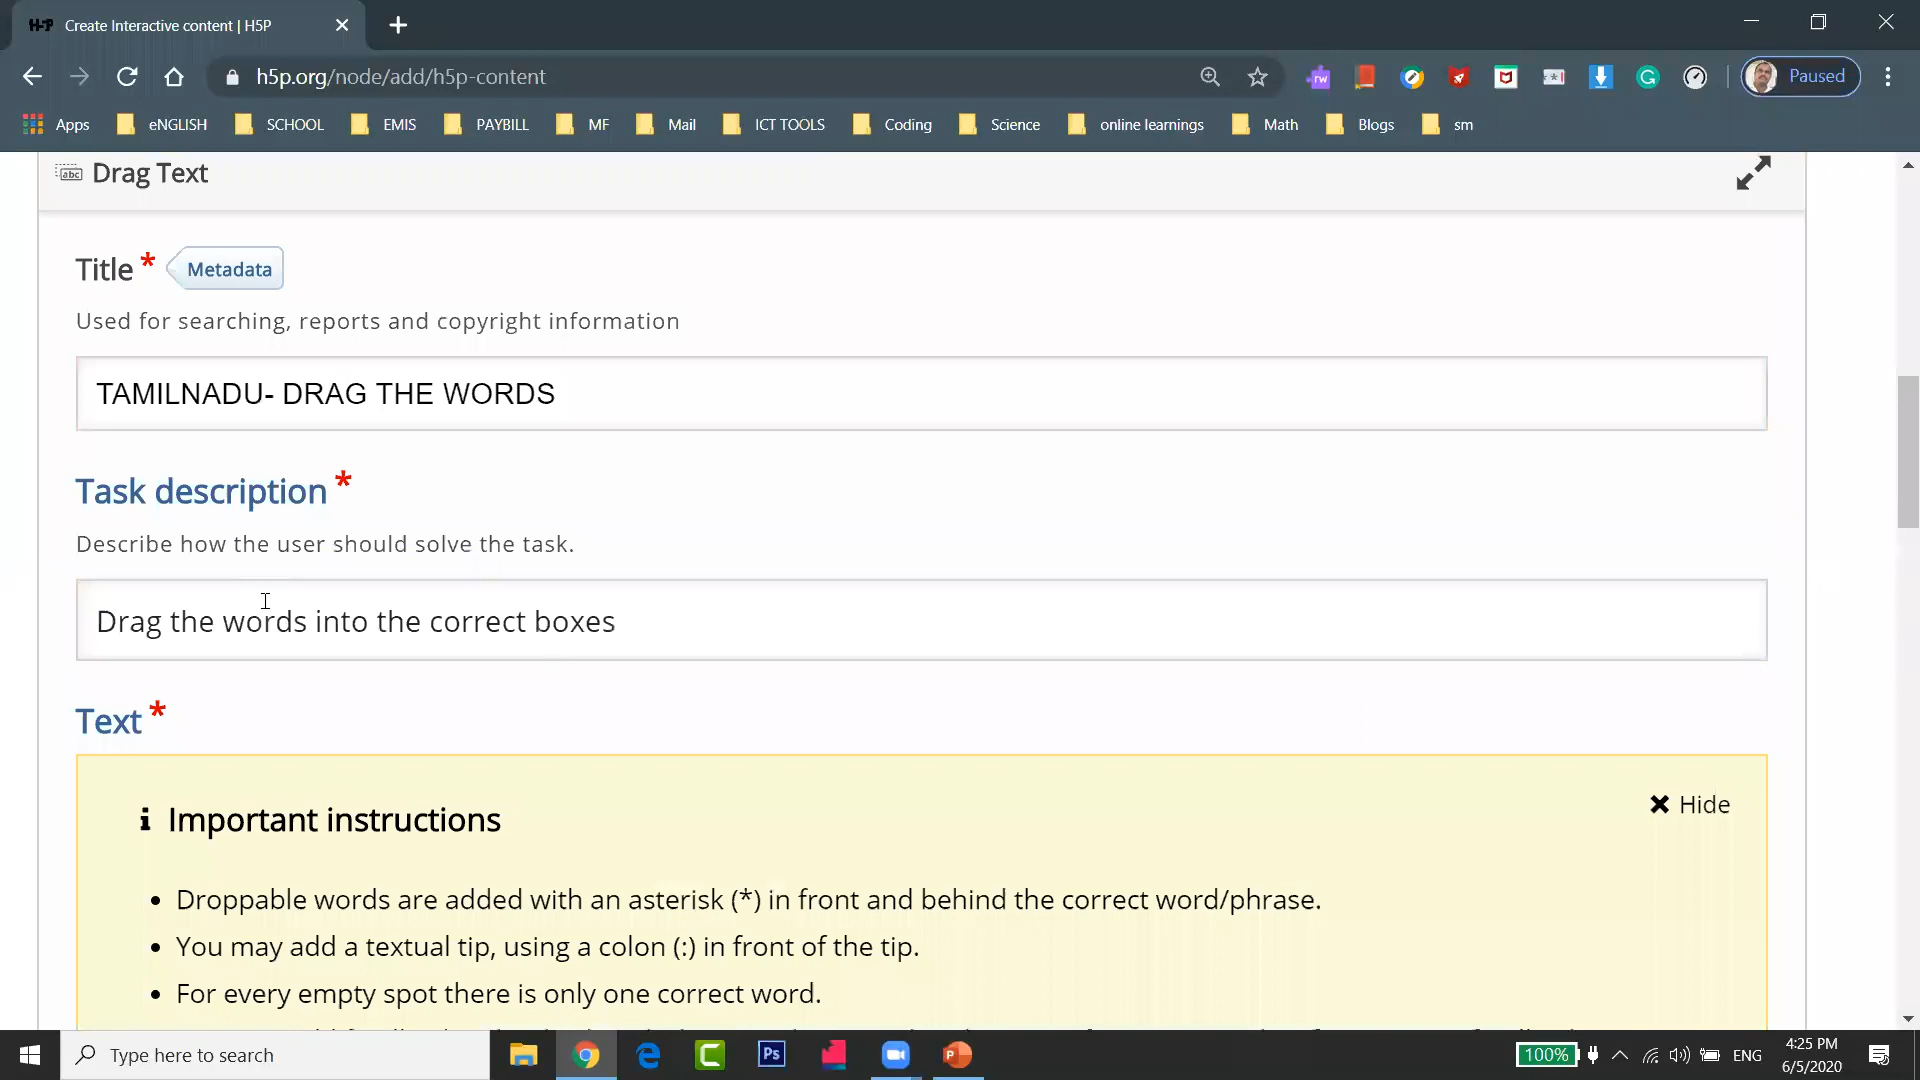 H-P Create Interactive content | H5P
h5p.org/node/add/h5p-content
rw
Paused
Apps eNGLISH SCHOOL EMIS PAYBILL MF Mail ICT TOOLS Coding Science online learnings Math Blogs sm
abc Drag Text
Title * Metadata
Used for searching, reports and copyright information
TAMILNADU- DRAG THE WORDS
Task description *
Describe how the user should solve the task.
Drag the words into the correct boxes
Text *
Important instructions
Hide
• Droppable words are added with an asterisk (*) in front and behind the correct word/phrase.
• You may add a textual tip, using a colon (:) in front of the tip.
• For every empty spot there is only one correct word.
Type here to search
Ps
100%
ENG
4:25 PM
6/5/2020